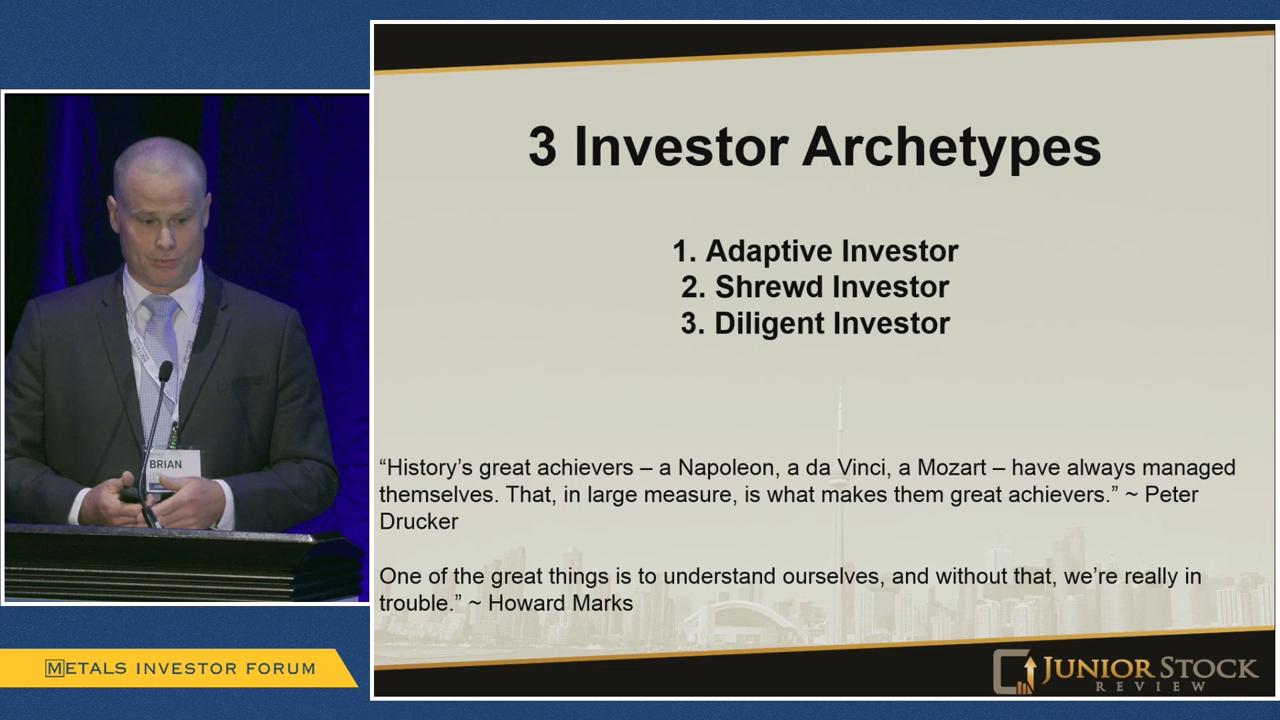 3 Investor Archetypes
1. Adaptive Investor
2. Shrewd Investor
3. Diligent Investor
“History’s great achievers – a Napoleon, a da Vinci, a Mozart – have always managed
themselves. That, in large measure, is what makes them great achievers.” ~ Peter
Drucker
One of the great things is to understand ourselves, and without that, we’re really in
trouble.” ~ Howard Marks
BRIAN
METALS INVESTOR FORUM
JUNIOR STOCK
REVIEW